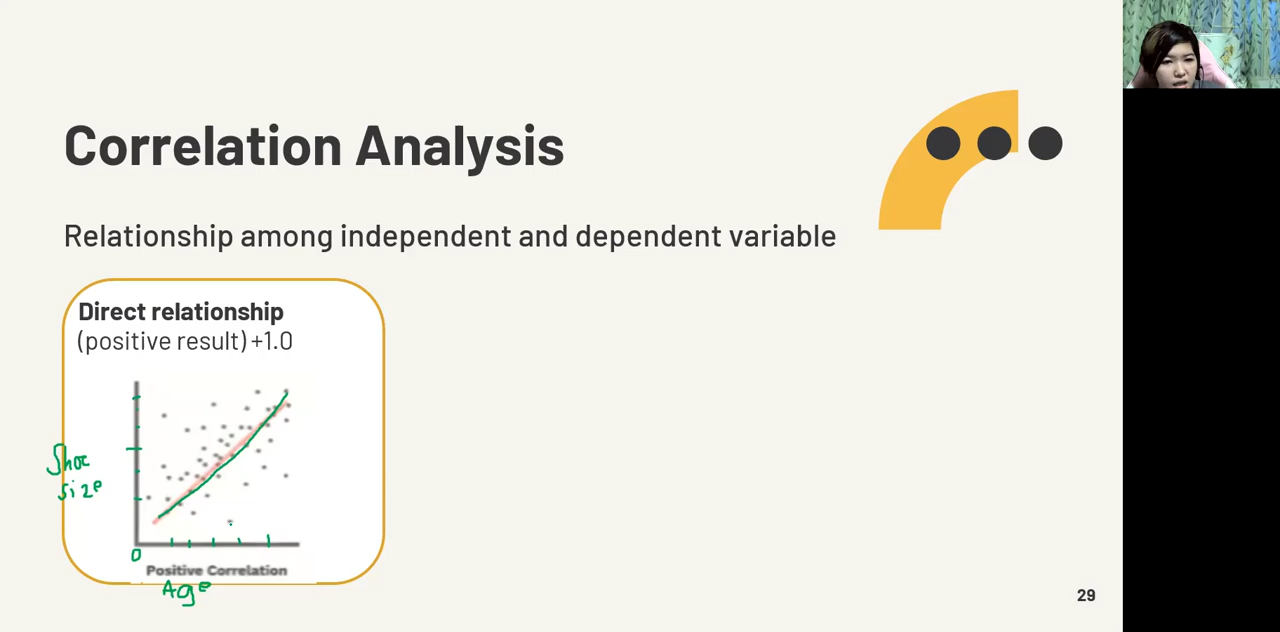 Correlation Analysis
Relationship among independent and dependent variable
Direct relationship
(positive result) +1.0
Shoe
size
0
Positive Correlation
Age
29